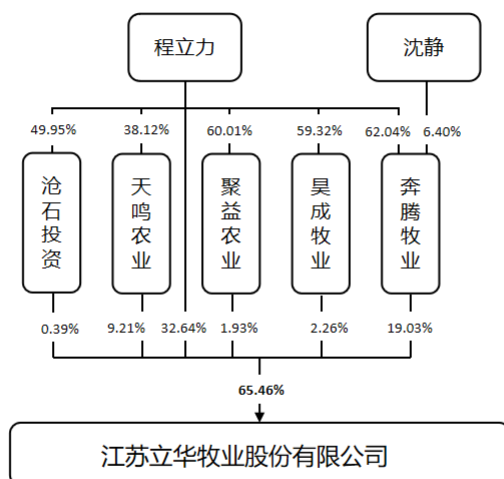 程立力
沈静
49.95%
38.12%
60.01%
59.32%
62.04%
6.40%
沧石投资
天鸣农业
聚益农业
昊成牧业
奔腾牧业
0.39%
9.21%
32.64%
1.93%
2.26%
19.03%
65.46%
江苏立华牧业股份有限公司